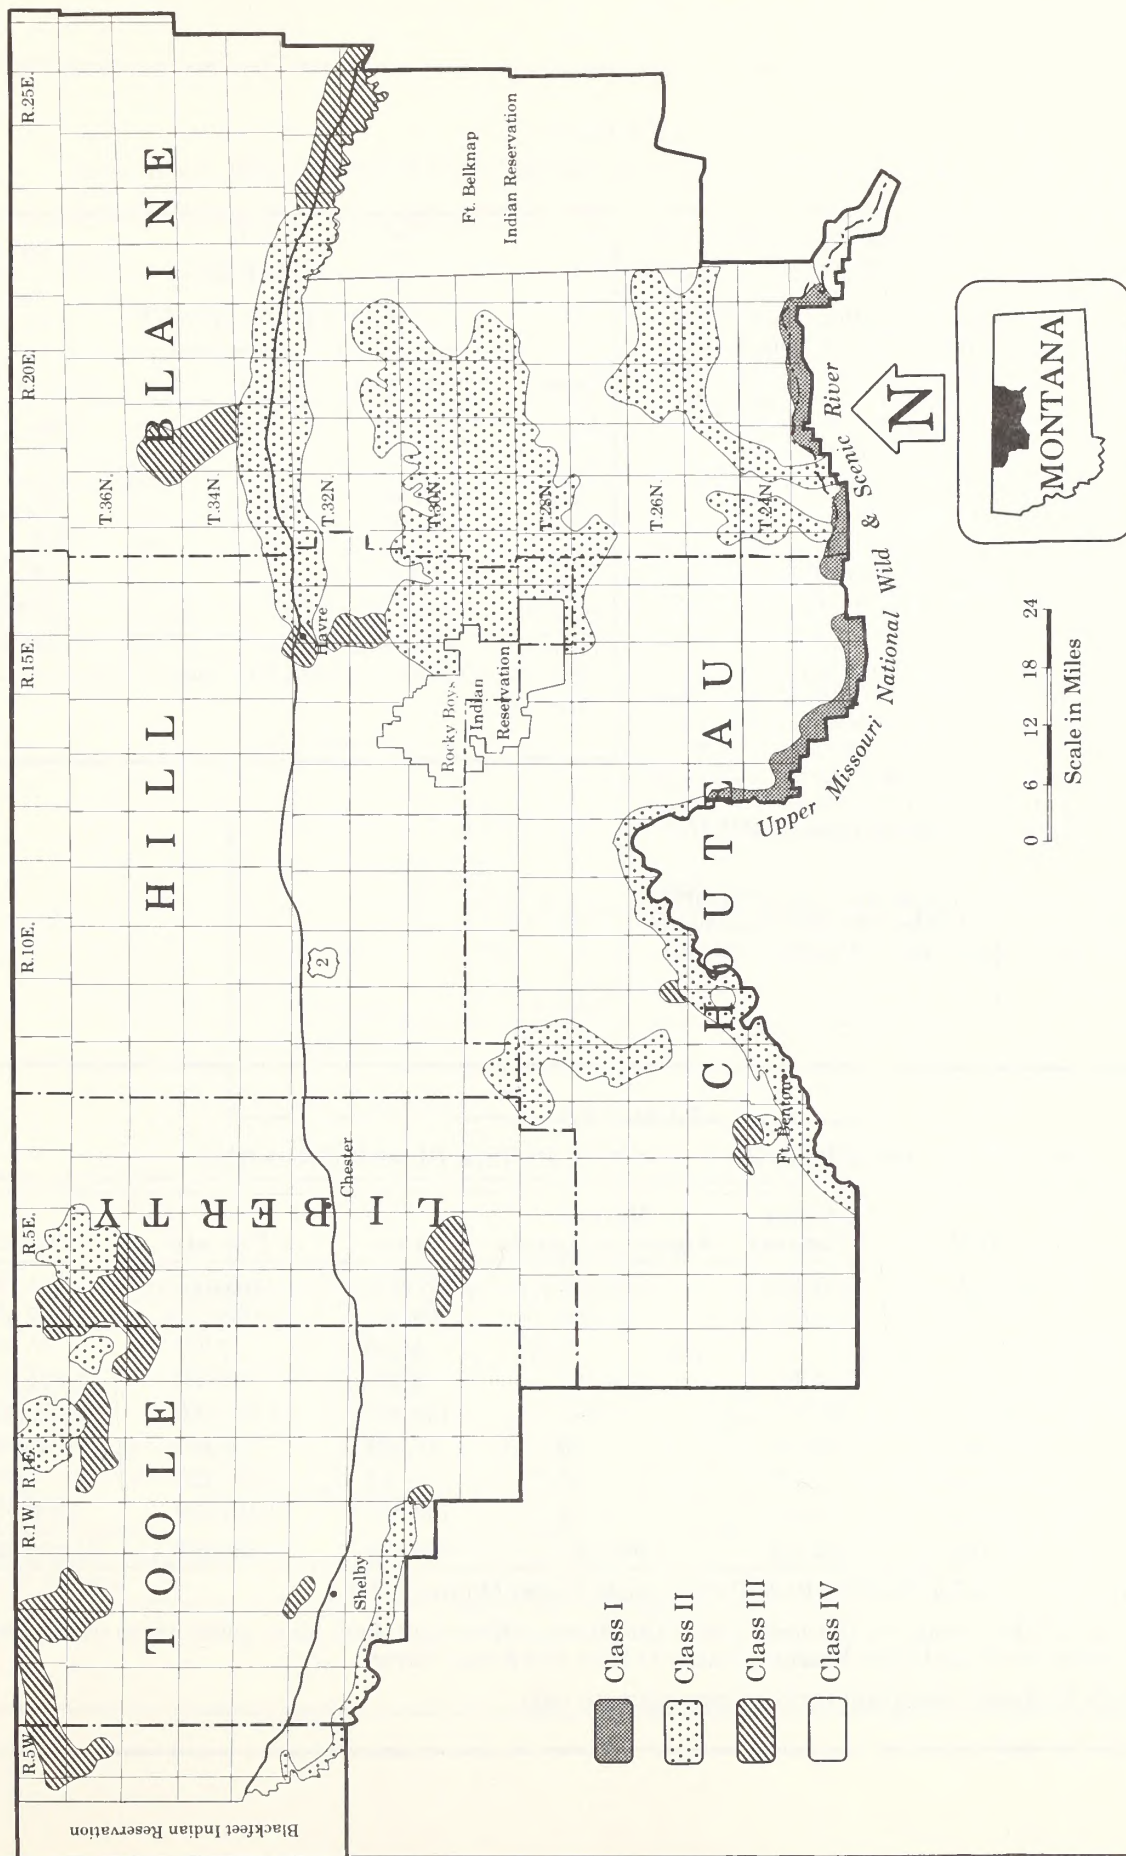 R.5W.
R.1W.
R.1E.
R.5E.
R.10E.
R.15E.
R.20E.
R.25E.
T.36N.
T.34N.
T.32N.
T.30N.
T.28N.
T.26N.
T.24N.
TOOLE
LIBERTY
HILL
BLAINE
CHOUTEAU
Blackfeet Indian Reservation
Shelby
Chester
2
Havre
Rocky Boys
Indian
Reservation
Ft. Belknap
Indian Reservation
Ft. Benton
Upper Missouri National Wild & Scenic River
Class I
Class II
Class III
Class IV
0 6 12 18 24
Scale in Miles
N
MONTANA